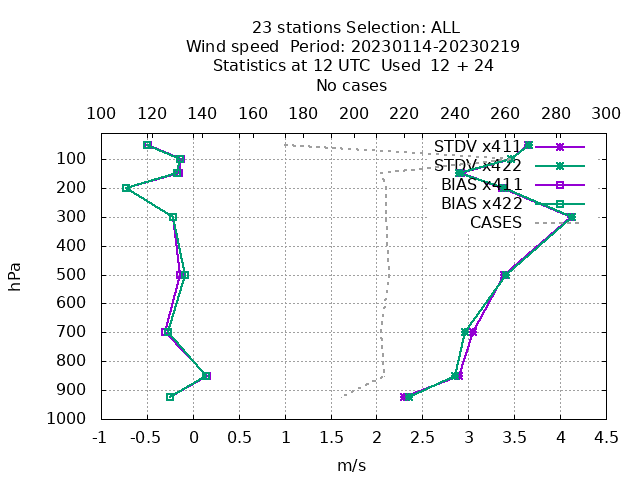 23 stations Selection: ALL
Wind speed  Period: 20230114-20230219
Statistics at 12 UTC  Used  12 + 24
No cases
100 120 140 160 180 200 220 240 260 280 300
STDV x411
STDV x422
BIAS x411
BIAS x422
CASES
hPa
100
200
300
400
500
600
700
800
900
1000
-1 -0.5 0 0.5 1 1.5 2 2.5 3 3.5 4 4.5
m/s